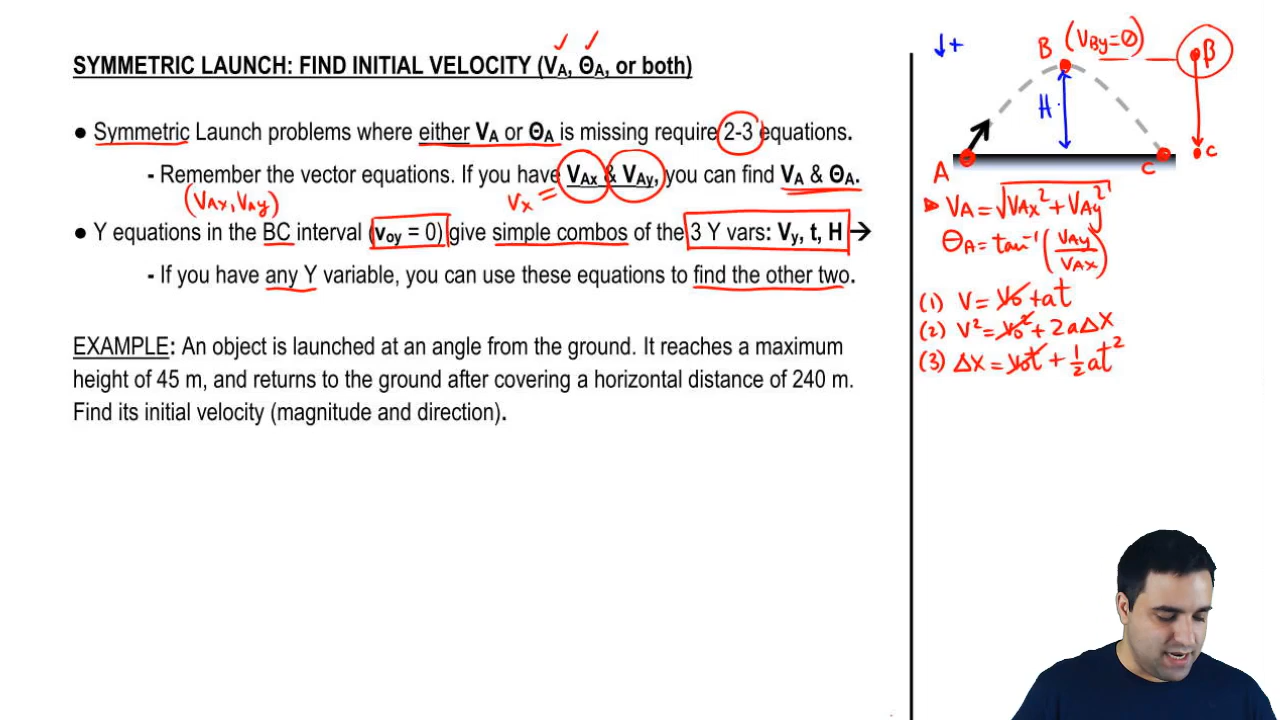 SYMMETRIC LAUNCH: FIND INITIAL VELOCITY (VA, ΘA, or both)
● Symmetric Launch problems where either VA or ΘA is missing require 2-3 equations.
- Remember the vector equations. If you have VAx & VAy, you can find VA & ΘA.
(VAx, VAy)
Vx =
● Y equations in the BC interval (voy = 0) give simple combos of the 3 Y vars: Vy, t, H →
- If you have any Y variable, you can use these equations to find the other two.
EXAMPLE: An object is launched at an angle from the ground. It reaches a maximum
height of 45 m, and returns to the ground after covering a horizontal distance of 240 m.
Find its initial velocity (magnitude and direction).
↓+
B (VBy=0)
B
H
A
C
C
VA = √VAx² + VAy²
ΘA = tan⁻¹ (VAy/VAx)
(1) V = Vo + at
(2) V² = Vo² + 2aΔX
(3) ΔX = Vot + ½at²